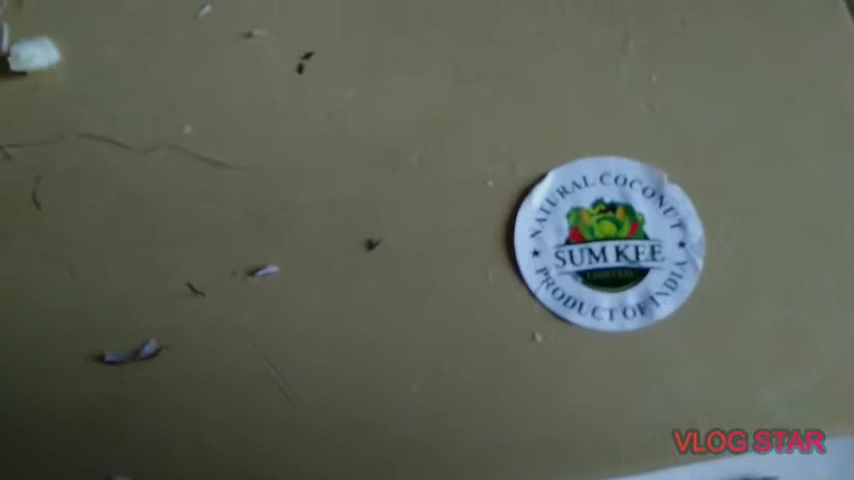 NATURAL COCONUT
SUM KEE
PRODUCT OF INDIA
VLOG STAR